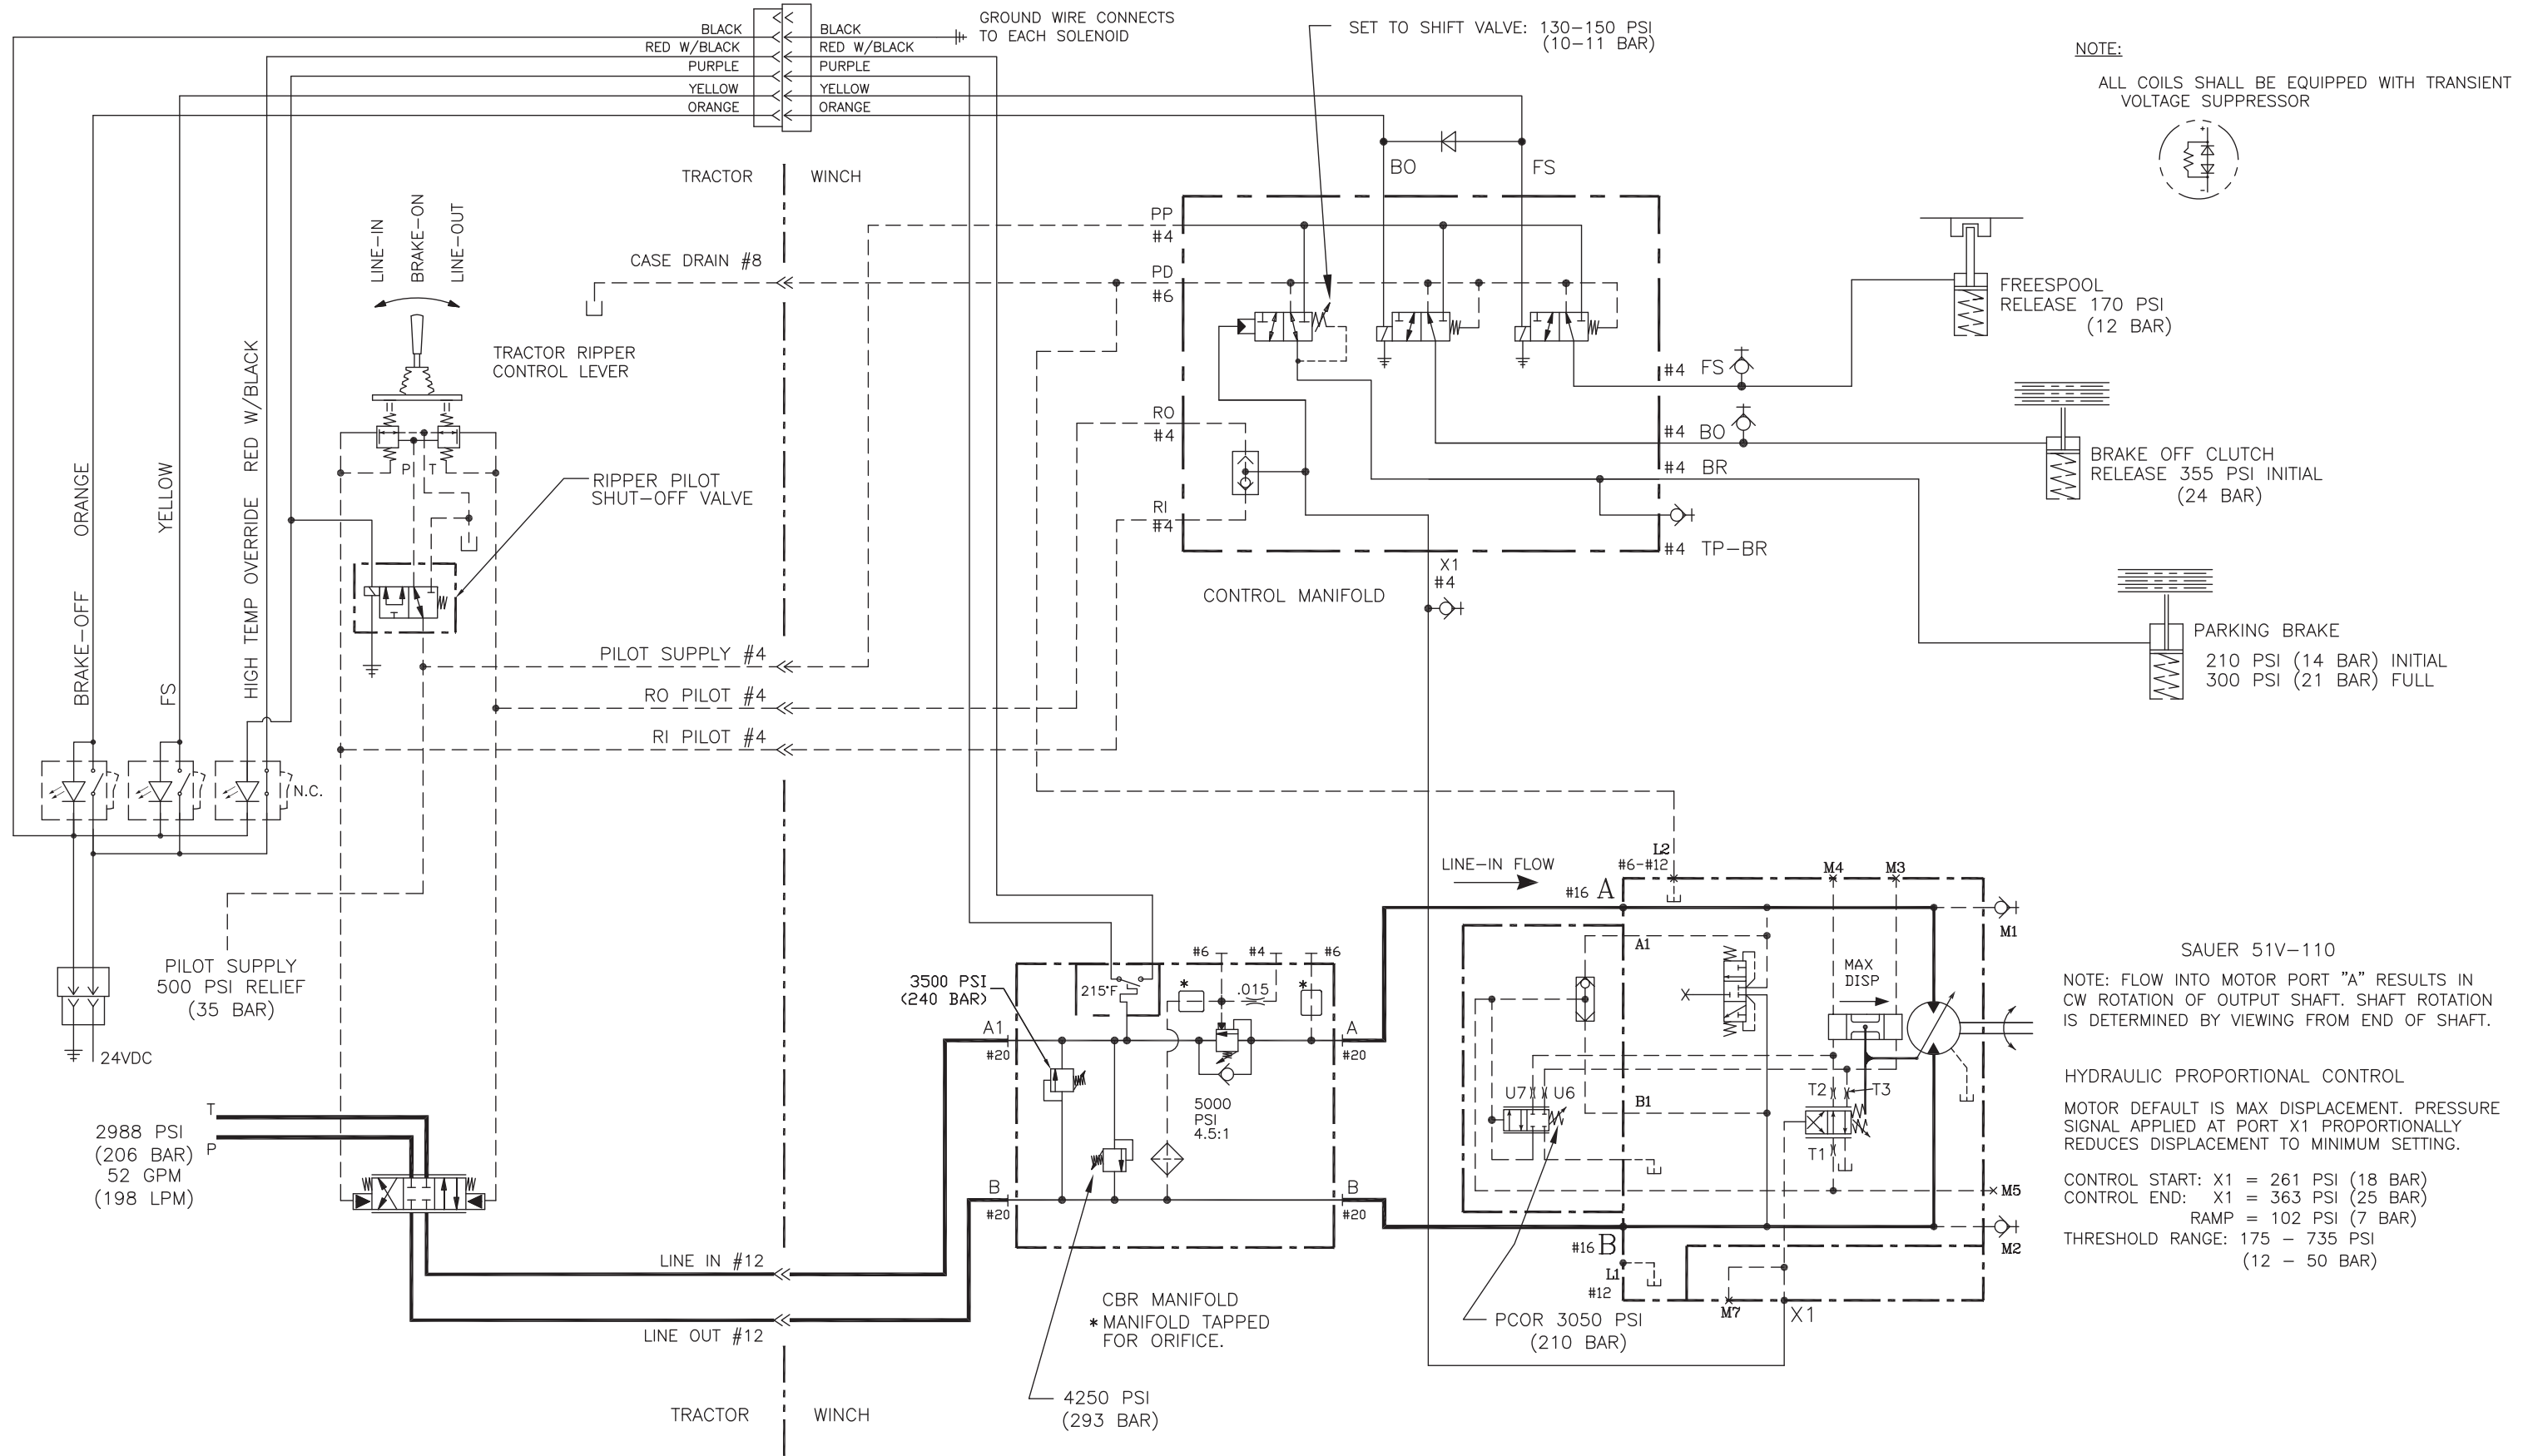 BLACK
RED W/BLACK
PURPLE
YELLOW
ORANGE
BLACK
RED W/BLACK
PURPLE
YELLOW
ORANGE
GROUND WIRE CONNECTS
TO EACH SOLENOID
SET TO SHIFT VALVE: 130-150 PSI
(10-11 BAR)
NOTE:
ALL COILS SHALL BE EQUIPPED WITH TRANSIENT
VOLTAGE SUPPRESSOR
+
-
TRACTOR
WINCH
BO
FS
LINE-IN
BRAKE-ON
LINE-OUT
CASE DRAIN #8
PP
#4
PD
#6
FREESPOOL
RELEASE 170 PSI
(12 BAR)
TRACTOR RIPPER
CONTROL LEVER
#4 FS
RO
#4
#4 BO
#4 BR
BRAKE OFF CLUTCH
RELEASE 355 PSI INITIAL
(24 BAR)
P
T
RIPPER PILOT
SHUT-OFF VALVE
RI
#4
#4 TP-BR
X1
#4
CONTROL MANIFOLD
BRAKE-OFF ORANGE
FS YELLOW
HIGH TEMP OVERRIDE RED W/BLACK
PARKING BRAKE
210 PSI (14 BAR) INITIAL
300 PSI (21 BAR) FULL
PILOT SUPPLY #4
RO PILOT #4
RI PILOT #4
N.C.
PILOT SUPPLY
500 PSI RELIEF
(35 BAR)
24VDC
T
P
2988 PSI
(206 BAR)
52 GPM
(198 LPM)
LINE IN #12
LINE OUT #12
TRACTOR
WINCH
3500 PSI
(240 BAR)
215°F
#6
#4
#6
*
.015
*
A1
#20
A
#20
5000
PSI
4.5:1
B
#20
B
#20
CBR MANIFOLD
* MANIFOLD TAPPED
FOR ORIFICE.
4250 PSI
(293 BAR)
LINE-IN FLOW
L2
#6-#12
#16 A
M4
M3
M1
A1
MAX
DISP
X
U7
U6
B1
T2
T3
T1
M5
M2
#16 B
L1
#12
M7
X1
PCOR 3050 PSI
(210 BAR)
SAUER 51V-110
NOTE: FLOW INTO MOTOR PORT "A" RESULTS IN
CW ROTATION OF OUTPUT SHAFT. SHAFT ROTATION
IS DETERMINED BY VIEWING FROM END OF SHAFT.
HYDRAULIC PROPORTIONAL CONTROL
MOTOR DEFAULT IS MAX DISPLACEMENT. PRESSURE
SIGNAL APPLIED AT PORT X1 PROPORTIONALLY
REDUCES DISPLACEMENT TO MINIMUM SETTING.
CONTROL START: X1 = 261 PSI (18 BAR)
CONTROL END: X1 = 363 PSI (25 BAR)
RAMP = 102 PSI (7 BAR)
THRESHOLD RANGE: 175 - 735 PSI
(12 - 50 BAR)